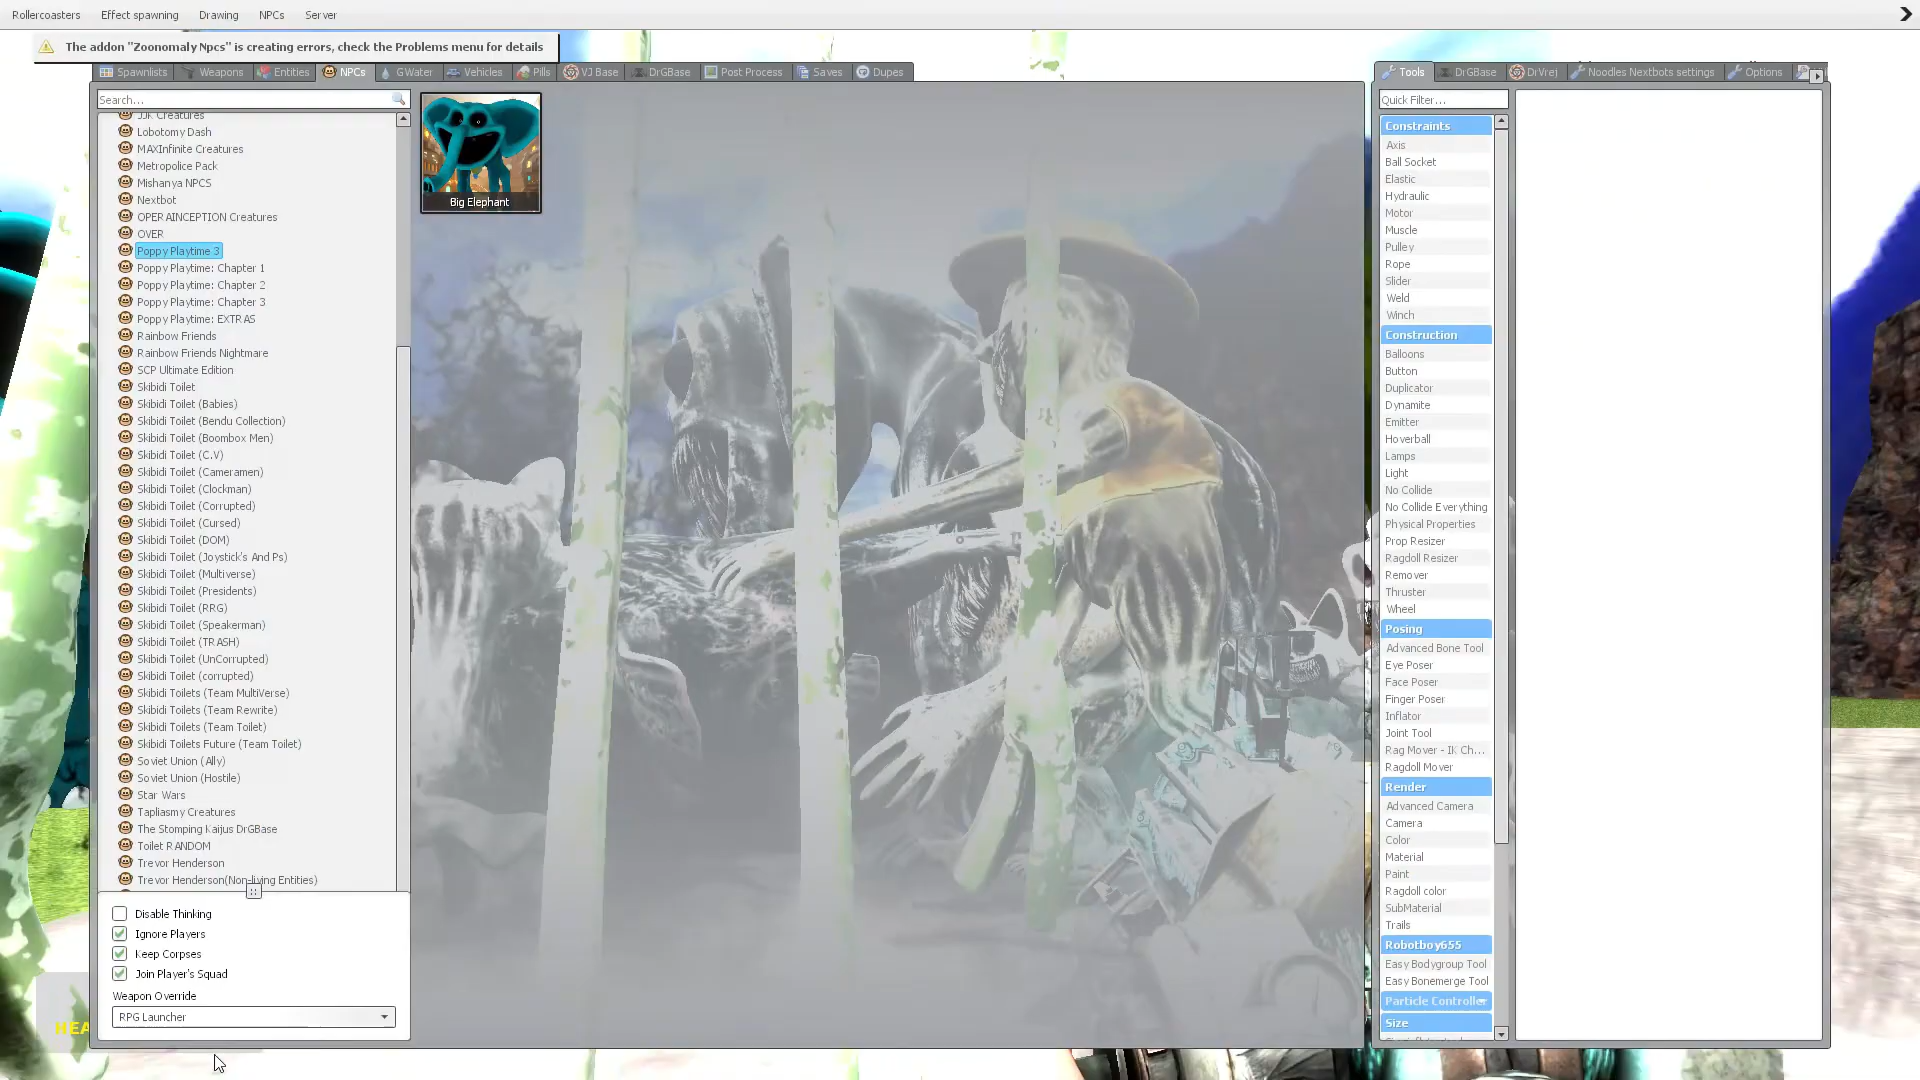 Rollercoasters Effect spawning Drawing NPCs Server
The addon "Zoonomaly Npcs" is creating errors, check the Problems menu for details
Spawnlists Weapons Entities NPCs GWater Vehicles Pills VJ Base DrGBase Post Process Saves Dupes
Search...
JJK Creatures
Lobotomy Dash
MAXInfinite Creatures
Metropolice Pack
Mishanya NPCS
Nextbot
OPERAINCEPTION Creatures
OVER
Poppy Playtime 3
Poppy Playtime: Chapter 1
Poppy Playtime: Chapter 2
Poppy Playtime: Chapter 3
Poppy Playtime: EXTRAS
Rainbow Friends
Rainbow Friends Nightmare
SCP Ultimate Edition
Skibidi Toilet
Skibidi Toilet (Babies)
Skibidi Toilet (Bendu Collection)
Skibidi Toilet (Boombox Men)
Skibidi Toilet (C.V)
Skibidi Toilet (Cameramen)
Skibidi Toilet (Clockman)
Skibidi Toilet (Corrupted)
Skibidi Toilet (Cursed)
Skibidi Toilet (DOM)
Skibidi Toilet (Joystick's And Ps)
Skibidi Toilet (Multiverse)
Skibidi Toilet (Presidents)
Skibidi Toilet (RRG)
Skibidi Toilet (Speakerman)
Skibidi Toilet (TRASH)
Skibidi Toilet (UnCorrupted)
Skibidi Toilet (corrupted)
Skibidi Toilets (Team MultiVerse)
Skibidi Toilets (Team Rewrite)
Skibidi Toilets (Team Toilet)
Skibidi Toilets Future (Team Toilet)
Soviet Union (Ally)
Soviet Union (Hostile)
Star Wars
Tapliasmy Creatures
The Stomping Kaijus DrGBase
Toilet RANDOM
Trevor Henderson
Trevor Henderson(Non-living Entities)
Disable Thinking
Ignore Players
Keep Corpses
Join Player's Squad
Weapon Override
RPG Launcher
HEA
Big Elephant
Tools DrGBase DrVrej Noodles Nextbots settings Options
Quick Filter...
Constraints
Axis
Ball Socket
Elastic
Hydraulic
Motor
Muscle
Pulley
Rope
Slider
Weld
Winch
Construction
Balloons
Button
Duplicator
Dynamite
Emitter
Hoverball
Lamps
Light
No Collide
No Collide Everything
Physical Properties
Prop Resizer
Ragdoll Resizer
Remover
Thruster
Wheel
Posing
Advanced Bone Tool
Eye Poser
Face Poser
Finger Poser
Inflator
Joint Tool
Rag Mover - IK Ch...
Ragdoll Mover
Render
Advanced Camera
Camera
Color
Material
Paint
Ragdoll color
SubMaterial
Trails
Robotboy655
Easy Bodygroup Tool
Easy Bonemerge Tool
Particle Controller
Size